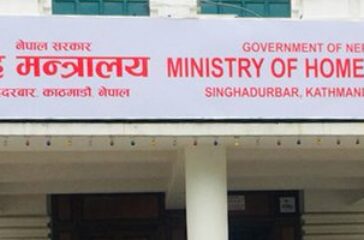 नेपाल सरकार
मन्त्रालय
काठमाडौं, नेपाल
GOVERNMENT OF
MINISTRY OF HOME
SINGHADURBAR,